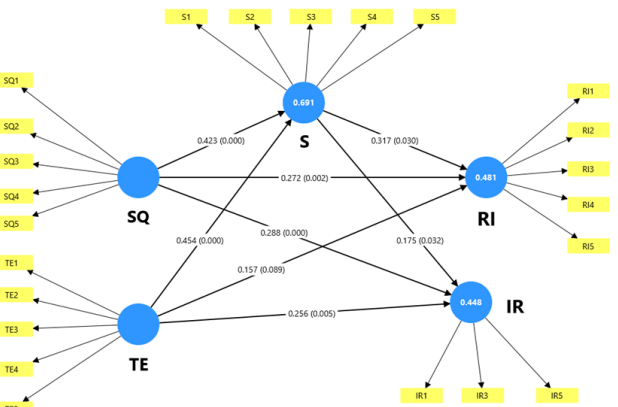 S1
S2
S3
S4
S5
SQ1
SQ2
SQ3
SQ4
SQ5
0.691
S
RI1
RI2
RI3
RI4
RI5
0.423 (0.000)
0.317 (0.030)
0.272 (0.002)
0.481
SQ
RI
0.454 (0.000)
0.288 (0.000)
0.175 (0.032)
0.157 (0.089)
TE1
TE2
TE3
TE4
0.256 (0.005)
0.448
IR
TE
IR1
IR3
IR5